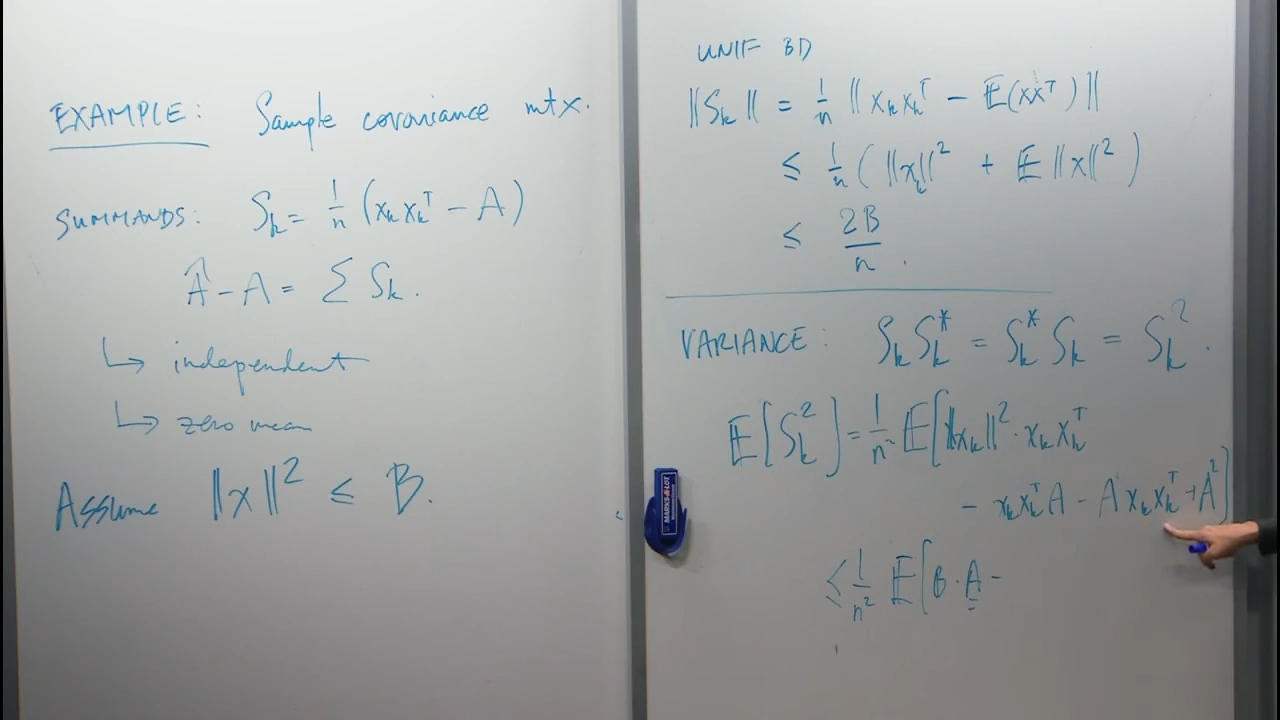 EXAMPLE: Sample covariance mtx.
SUMMANDS: S_k = 1/n (x_k x_k^T − A)
Â − A = Σ S_k.
↳ independent
↳ zero mean
Assume ‖x‖² ≤ B.
UNIF BD
‖S_k‖ = 1/n ‖x_k x_k^T − E(xx^T)‖
≤ 1/n (‖x_k‖² + E‖x‖²)
≤ 2B/n.
VARIANCE: S_k S_k^* = S_k^* S_k = S_k².
E[S_k²] = 1/n² E[‖x_k‖² · x_k x_k^T
− x_k x_k^T A − A x_k x_k^T + A²]
≤ 1/n² E[B · A −
MARKS-A-LOT